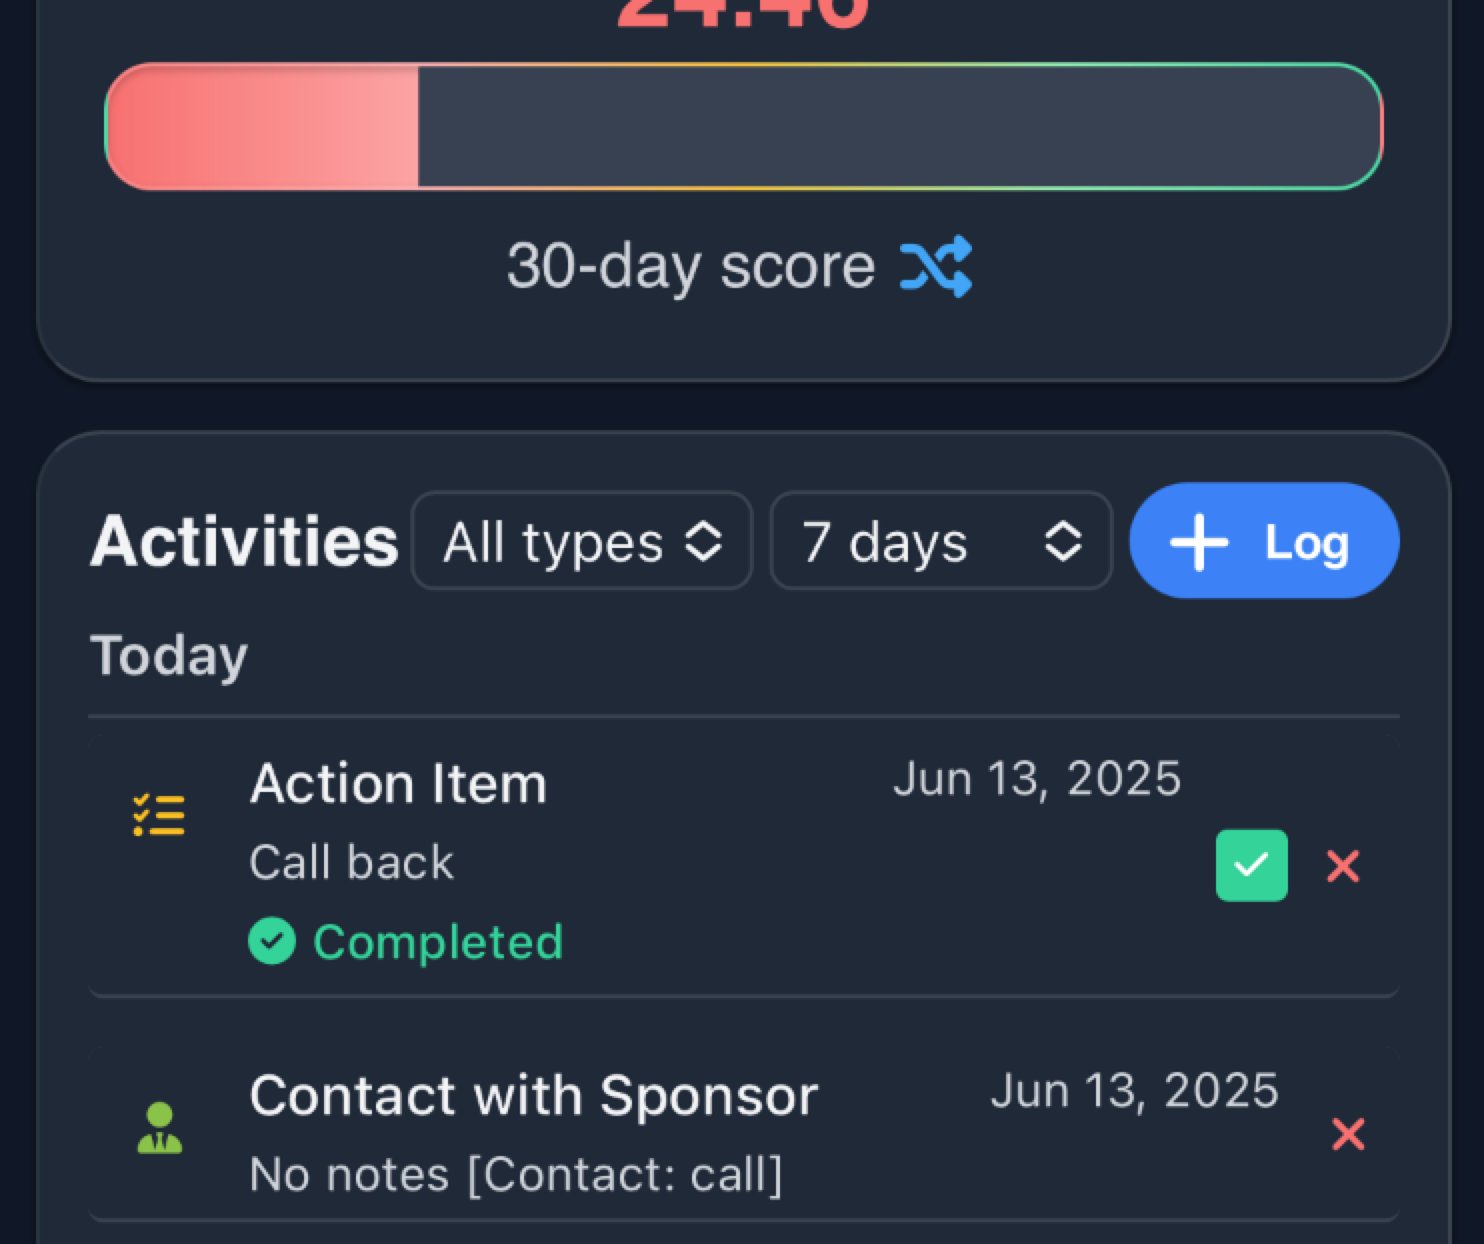 30-day score
Activities All types 7 days Log
Today
Action Item Jun 13, 2025
Call back
Completed
Contact with Sponsor Jun 13, 2025
No notes [Contact: call]